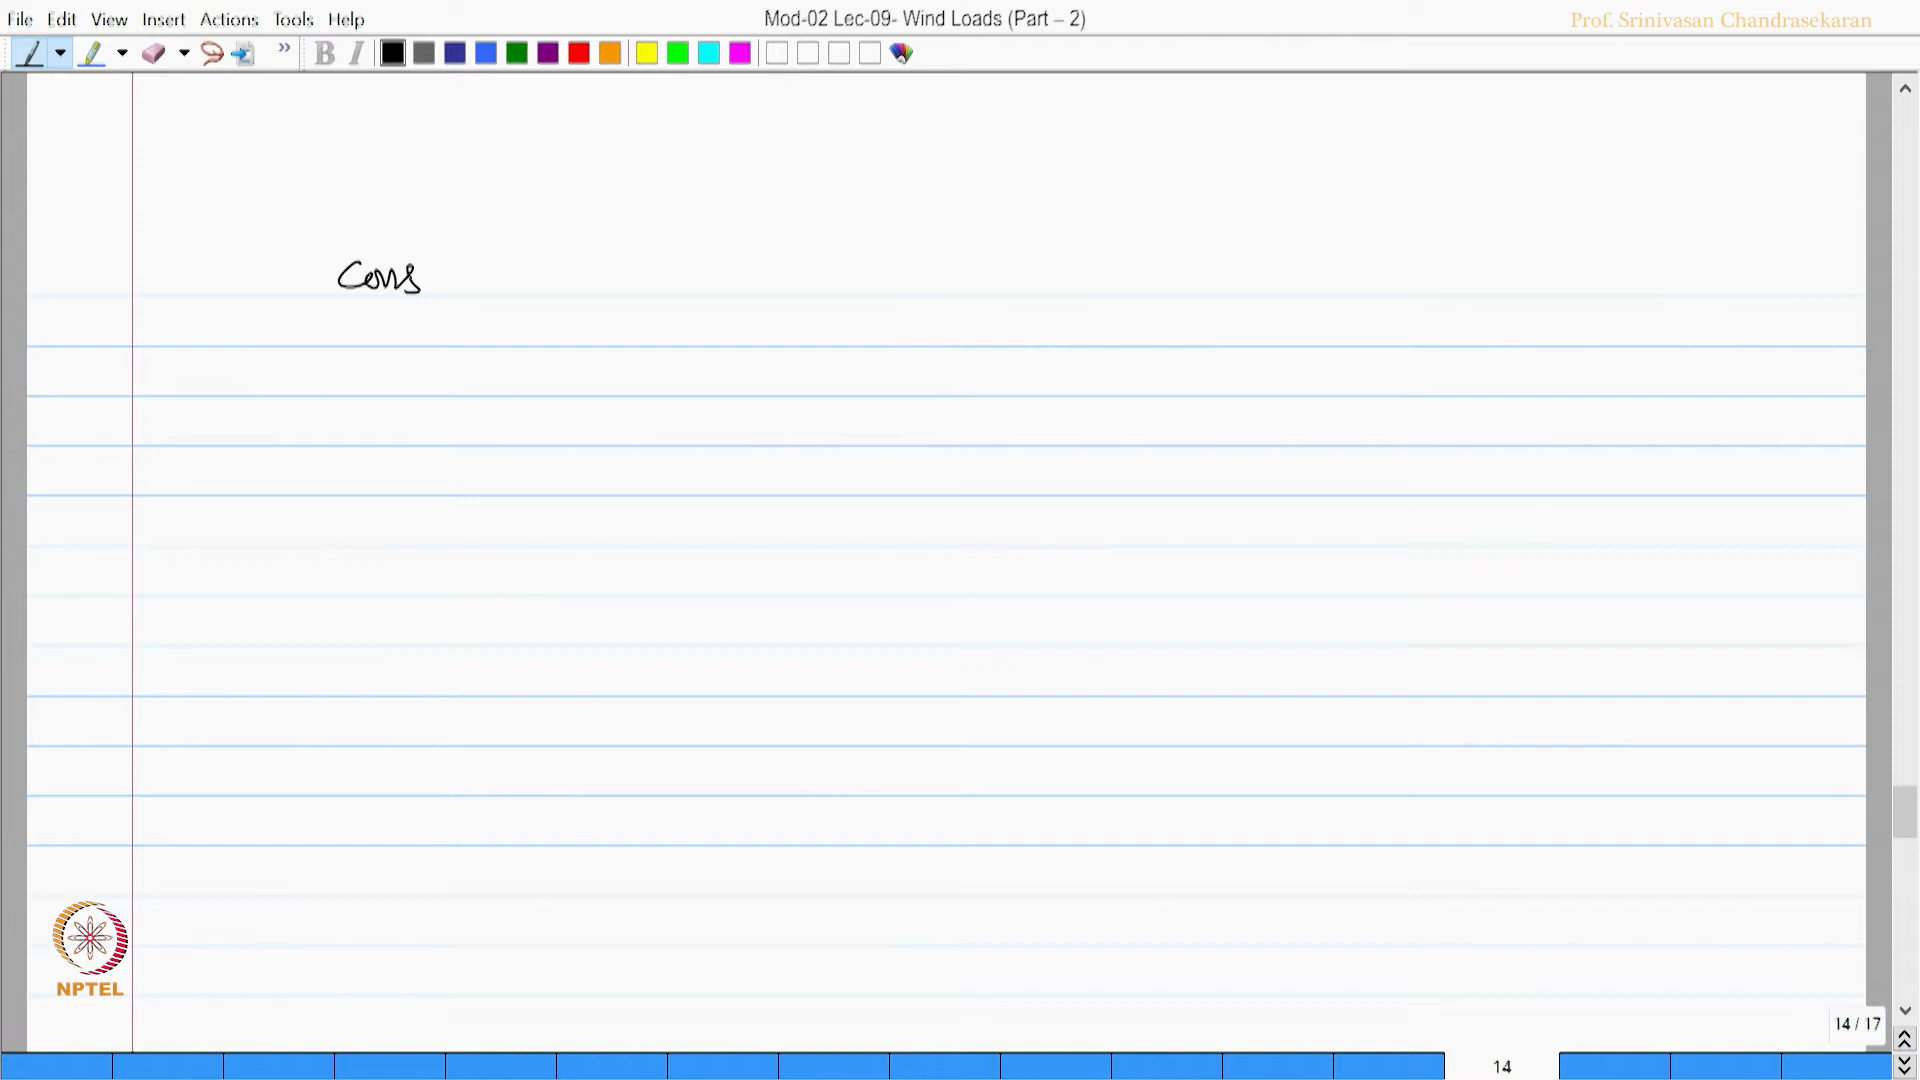 File Edit View Insert Actions Tools Help
Mod-02 Lec-09- Wind Loads (Part – 2)
Prof. Srinivasan Chandrasekaran
B I
Cons
NPTEL
14 / 17
14